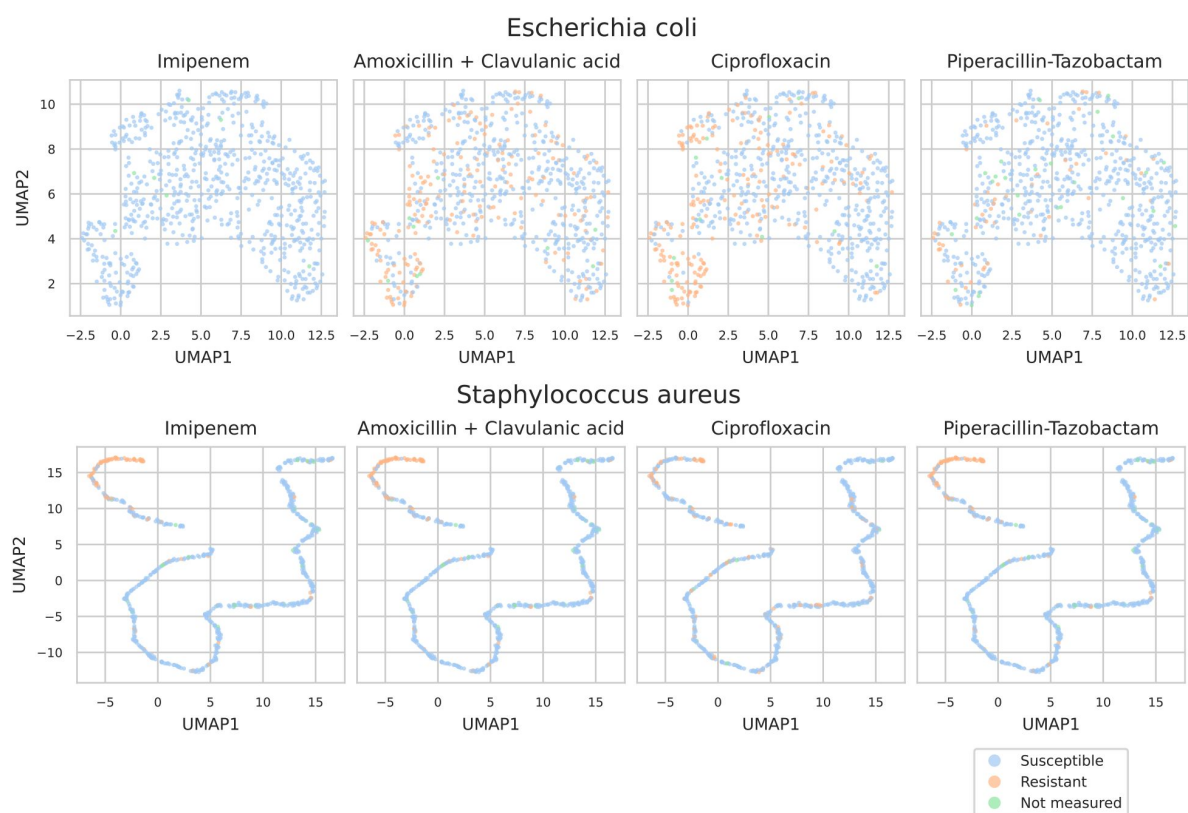 Escherichia coli
Imipenem
Amoxicillin + Clavulanic acid
Ciprofloxacin
Piperacillin-Tazobactam
UMAP2
10
8
6
4
2
−2.5 0.0 2.5 5.0 7.5 10.0 12.5
−2.5 0.0 2.5 5.0 7.5 10.0 12.5
−2.5 0.0 2.5 5.0 7.5 10.0 12.5
−2.5 0.0 2.5 5.0 7.5 10.0 12.5
UMAP1
UMAP1
UMAP1
UMAP1
Staphylococcus aureus
Imipenem
Amoxicillin + Clavulanic acid
Ciprofloxacin
Piperacillin-Tazobactam
UMAP2
15
10
5
0
−5
−10
−5 0 5 10 15
−5 0 5 10 15
−5 0 5 10 15
−5 0 5 10 15
UMAP1
UMAP1
UMAP1
UMAP1
Susceptible
Resistant
Not measured